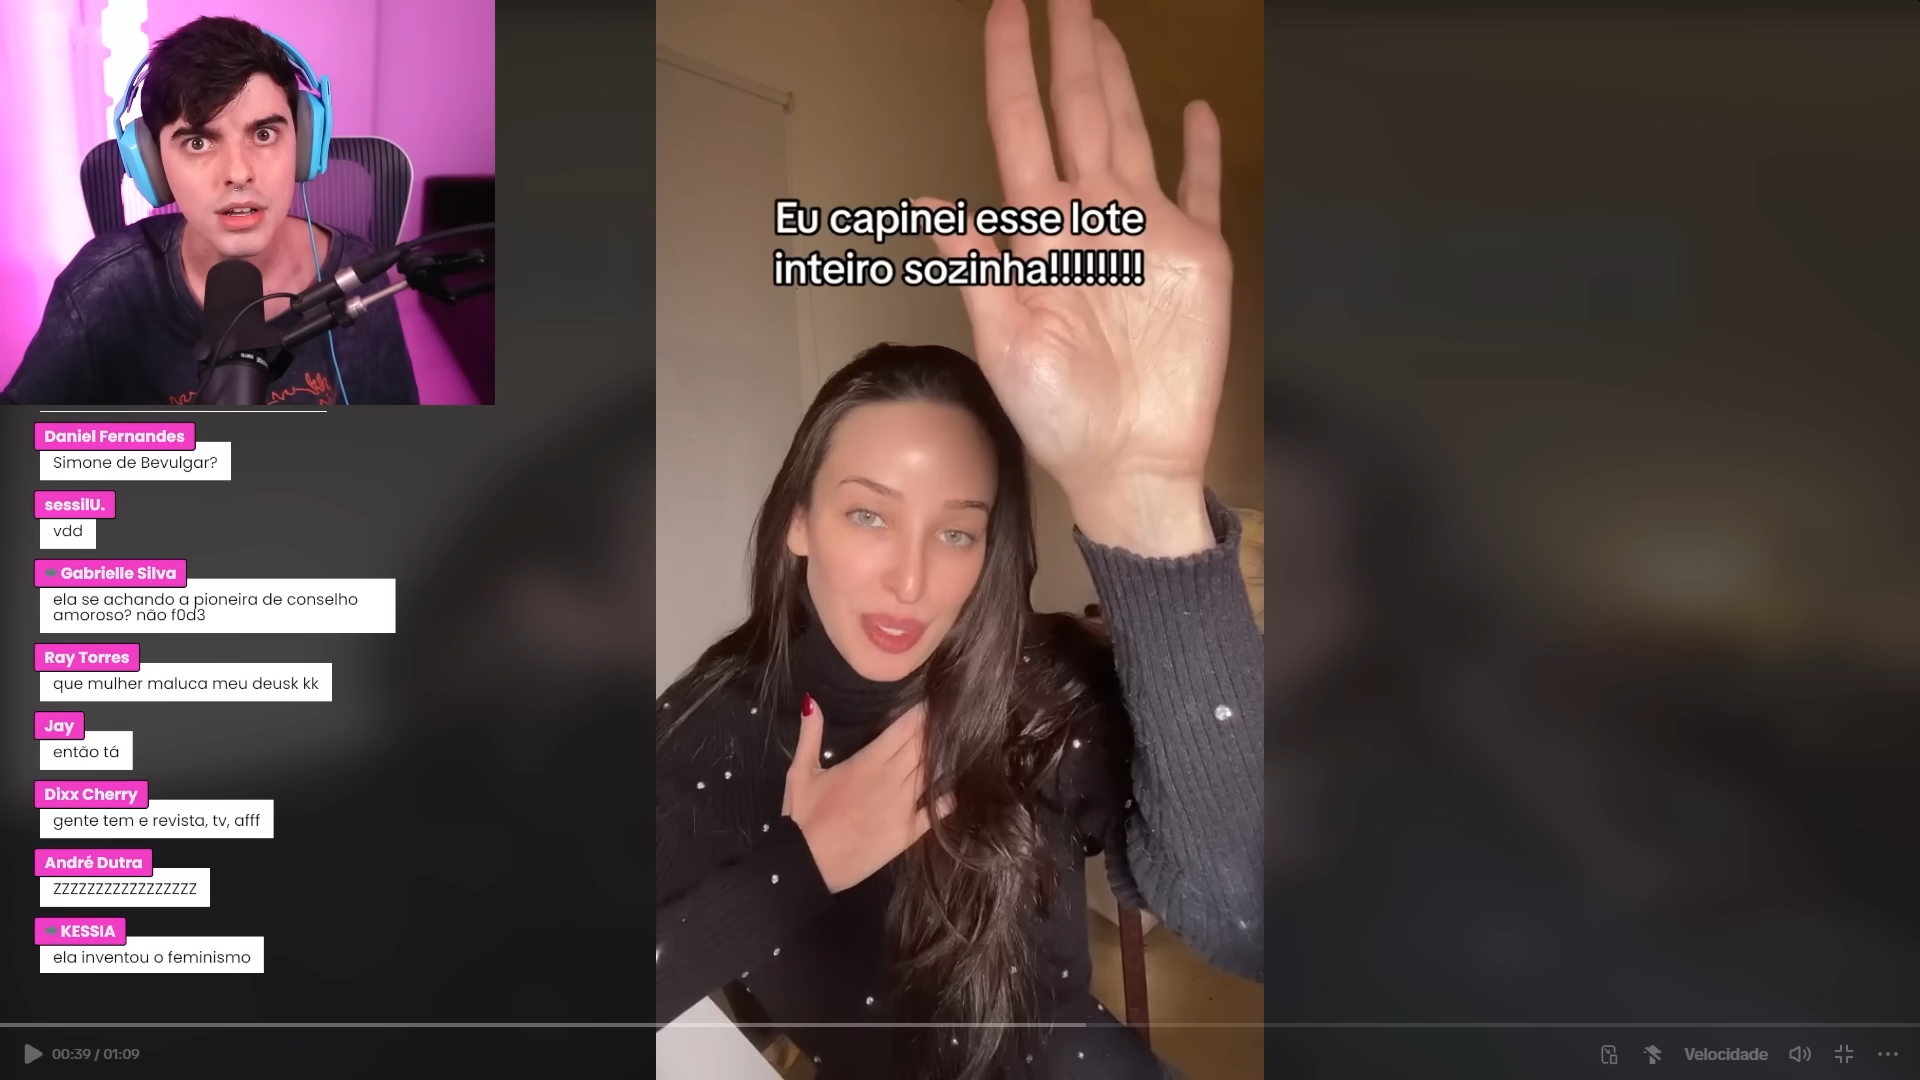 Eu capinei esse lote
inteiro sozinha!!!!!!!!
Daniel Fernandes
Simone de Bevulgar?
sessilU.
vdd
Gabrielle Silva
ela se achando a pioneira de conselho
amoroso? não f0d3
Ray Torres
que mulher maluca meu deusk kk
Jay
então tá
Dixx Cherry
gente tem e revista, tv, afff
André Dutra
ZZZZZZZZZZZZZZZZZ
KESSIA
ela inventou o feminismo
00:39 / 01:09
Velocidade